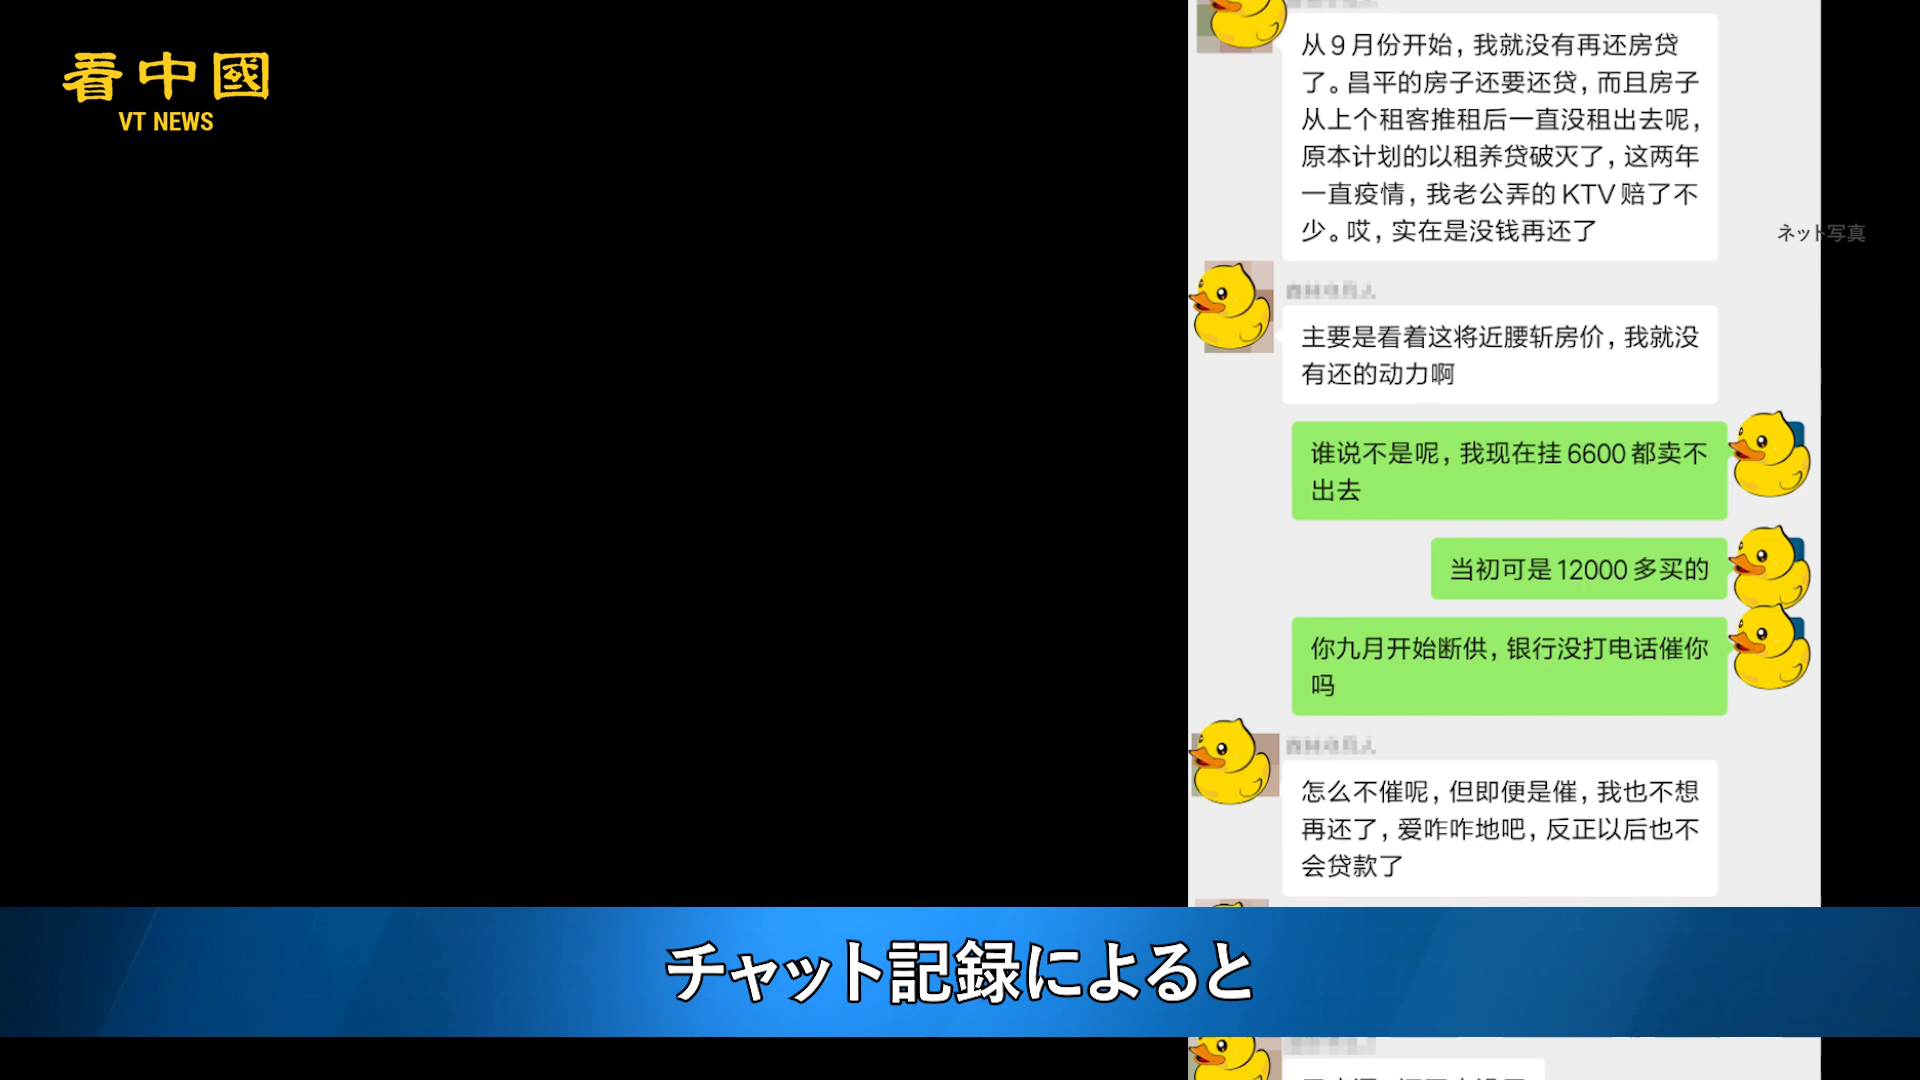 看中國
VT NEWS
从9月份开始，我就没有再还房贷
了。昌平的房子还要还贷，而且房子
从上个租客推租后一直没租出去呢，
原本计划的以租养贷破灭了，这两年
一直疫情，我老公弄的KTV赔了不
少。哎，实在是没钱再还了
ネット写真
主要是看着这将近腰斩房价，我就没
有还的动力啊
谁说不是呢，我现在挂6600都卖不
出去
当初可是12000多买的
你九月开始断供，银行没打电话催你
吗
怎么不催呢，但即便是催，我也不想
再还了，爱咋咋地吧，反正以后也不
会贷款了
チャット記録によると